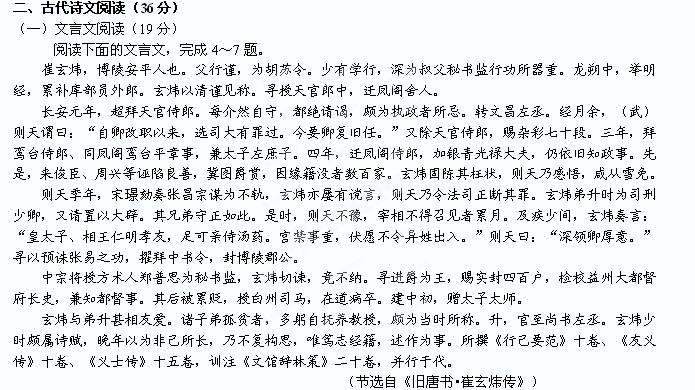 二、古代诗文阅读(36分)
(一)文言文阅读(19分)
阅读下面的文言文，完成4～7题。
崔玄炜，博陵安平人也。父行谨，为胡苏令。少有学行，深为叔父秘书监行功所器重。龙朔中，举明
经，累补库部员外郎。玄炜以清谨见称。寻授天官郎中，迁凤阁舍人。
长安元年，超拜天官侍郎。每介然自守，都绝请谒，颇为执政者所忌。转文昌左丞。经月余，（武）
则天谓曰：“自卿改职以来，选司大有罪过。今要卿复旧任。”又除天官侍郎，赐杂彩七十段。三年，拜
鸾台侍郎、同凤阁鸾台平章事，兼太子左庶子。四年，迁凤阁侍郎，加银青光禄大夫，仍依旧知政事。先
是，来俊臣、周兴等诬陷良善，冀图爵赏，因缘籍没者数百家。玄炜固陈其枉状，则天乃感悟，咸从雪免。
则天季年，宋璟劾奏张昌宗谋为不轨，玄炜亦屡有谠言，则天乃令法司正断其罪。玄炜弟升时为司刑
少卿，又请置以大辟。其兄弟守正如此。是时，则天不豫，宰相不得召见者累月。及疾少间，玄炜奏言：
“皇太子、相王仁明孝友，足可亲侍汤药。宫禁事重，伏愿不令异姓出入。”则天曰：“深领卿厚意。”
寻以预诛张易之功，擢拜中书令，封博陵郡公。
中宗将授方术人郑普思为秘书监，玄炜切谏，竟不纳。寻进爵为王，赐实封四百户，检校益州大都督
府长史，兼知都督事。其后被累贬，授白州司马，在道病卒。建中初，赠太子太师。
玄炜与弟升甚相友爱。诸子弟孤贫者，多躬自抚养教授，颇为当时所称。升，官至尚书左丞。玄炜少
时颇属诗赋，晚年以为非己所长，乃不复构思，唯笃志经籍，述作为事。所撰《行己要范》十卷、《友义
传》十卷、《义士传》十五卷，训注《文馆辞林策》二十卷，并行于代。
（节选自《旧唐书·崔玄炜传》）